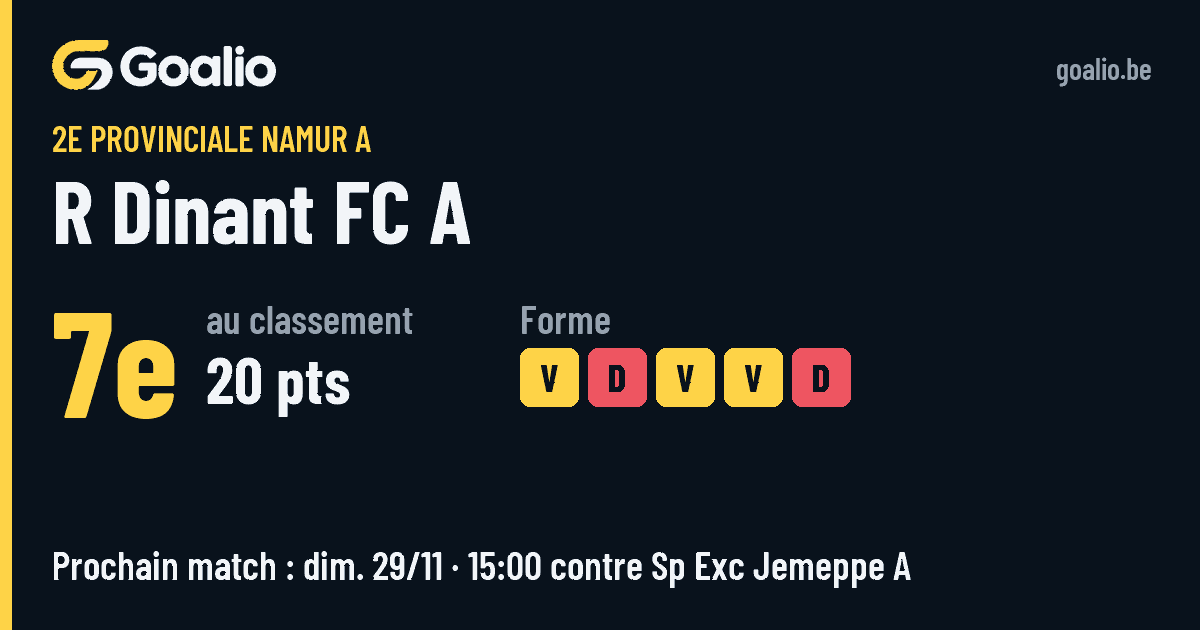 Goalio
goalio.be
2E PROVINCIALE NAMUR A
R Dinant FC A
7e
au classement
20 pts
Forme
V D V V D
Prochain match : dim. 29/11 · 15:00 contre Sp Exc Jemeppe A